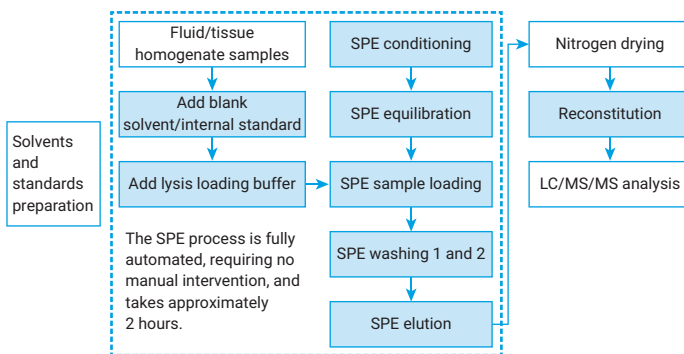 Solvents
and
standards
preparation
Fluid/tissue
homogenate samples
Add blank
solvent/internal standard
Add lysis loading buffer
The SPE process is fully
automated, requiring no
manual intervention, and
takes approximately
2 hours.
SPE conditioning
SPE equilibration
SPE sample loading
SPE washing 1 and 2
SPE elution
Nitrogen drying
Reconstitution
LC/MS/MS analysis